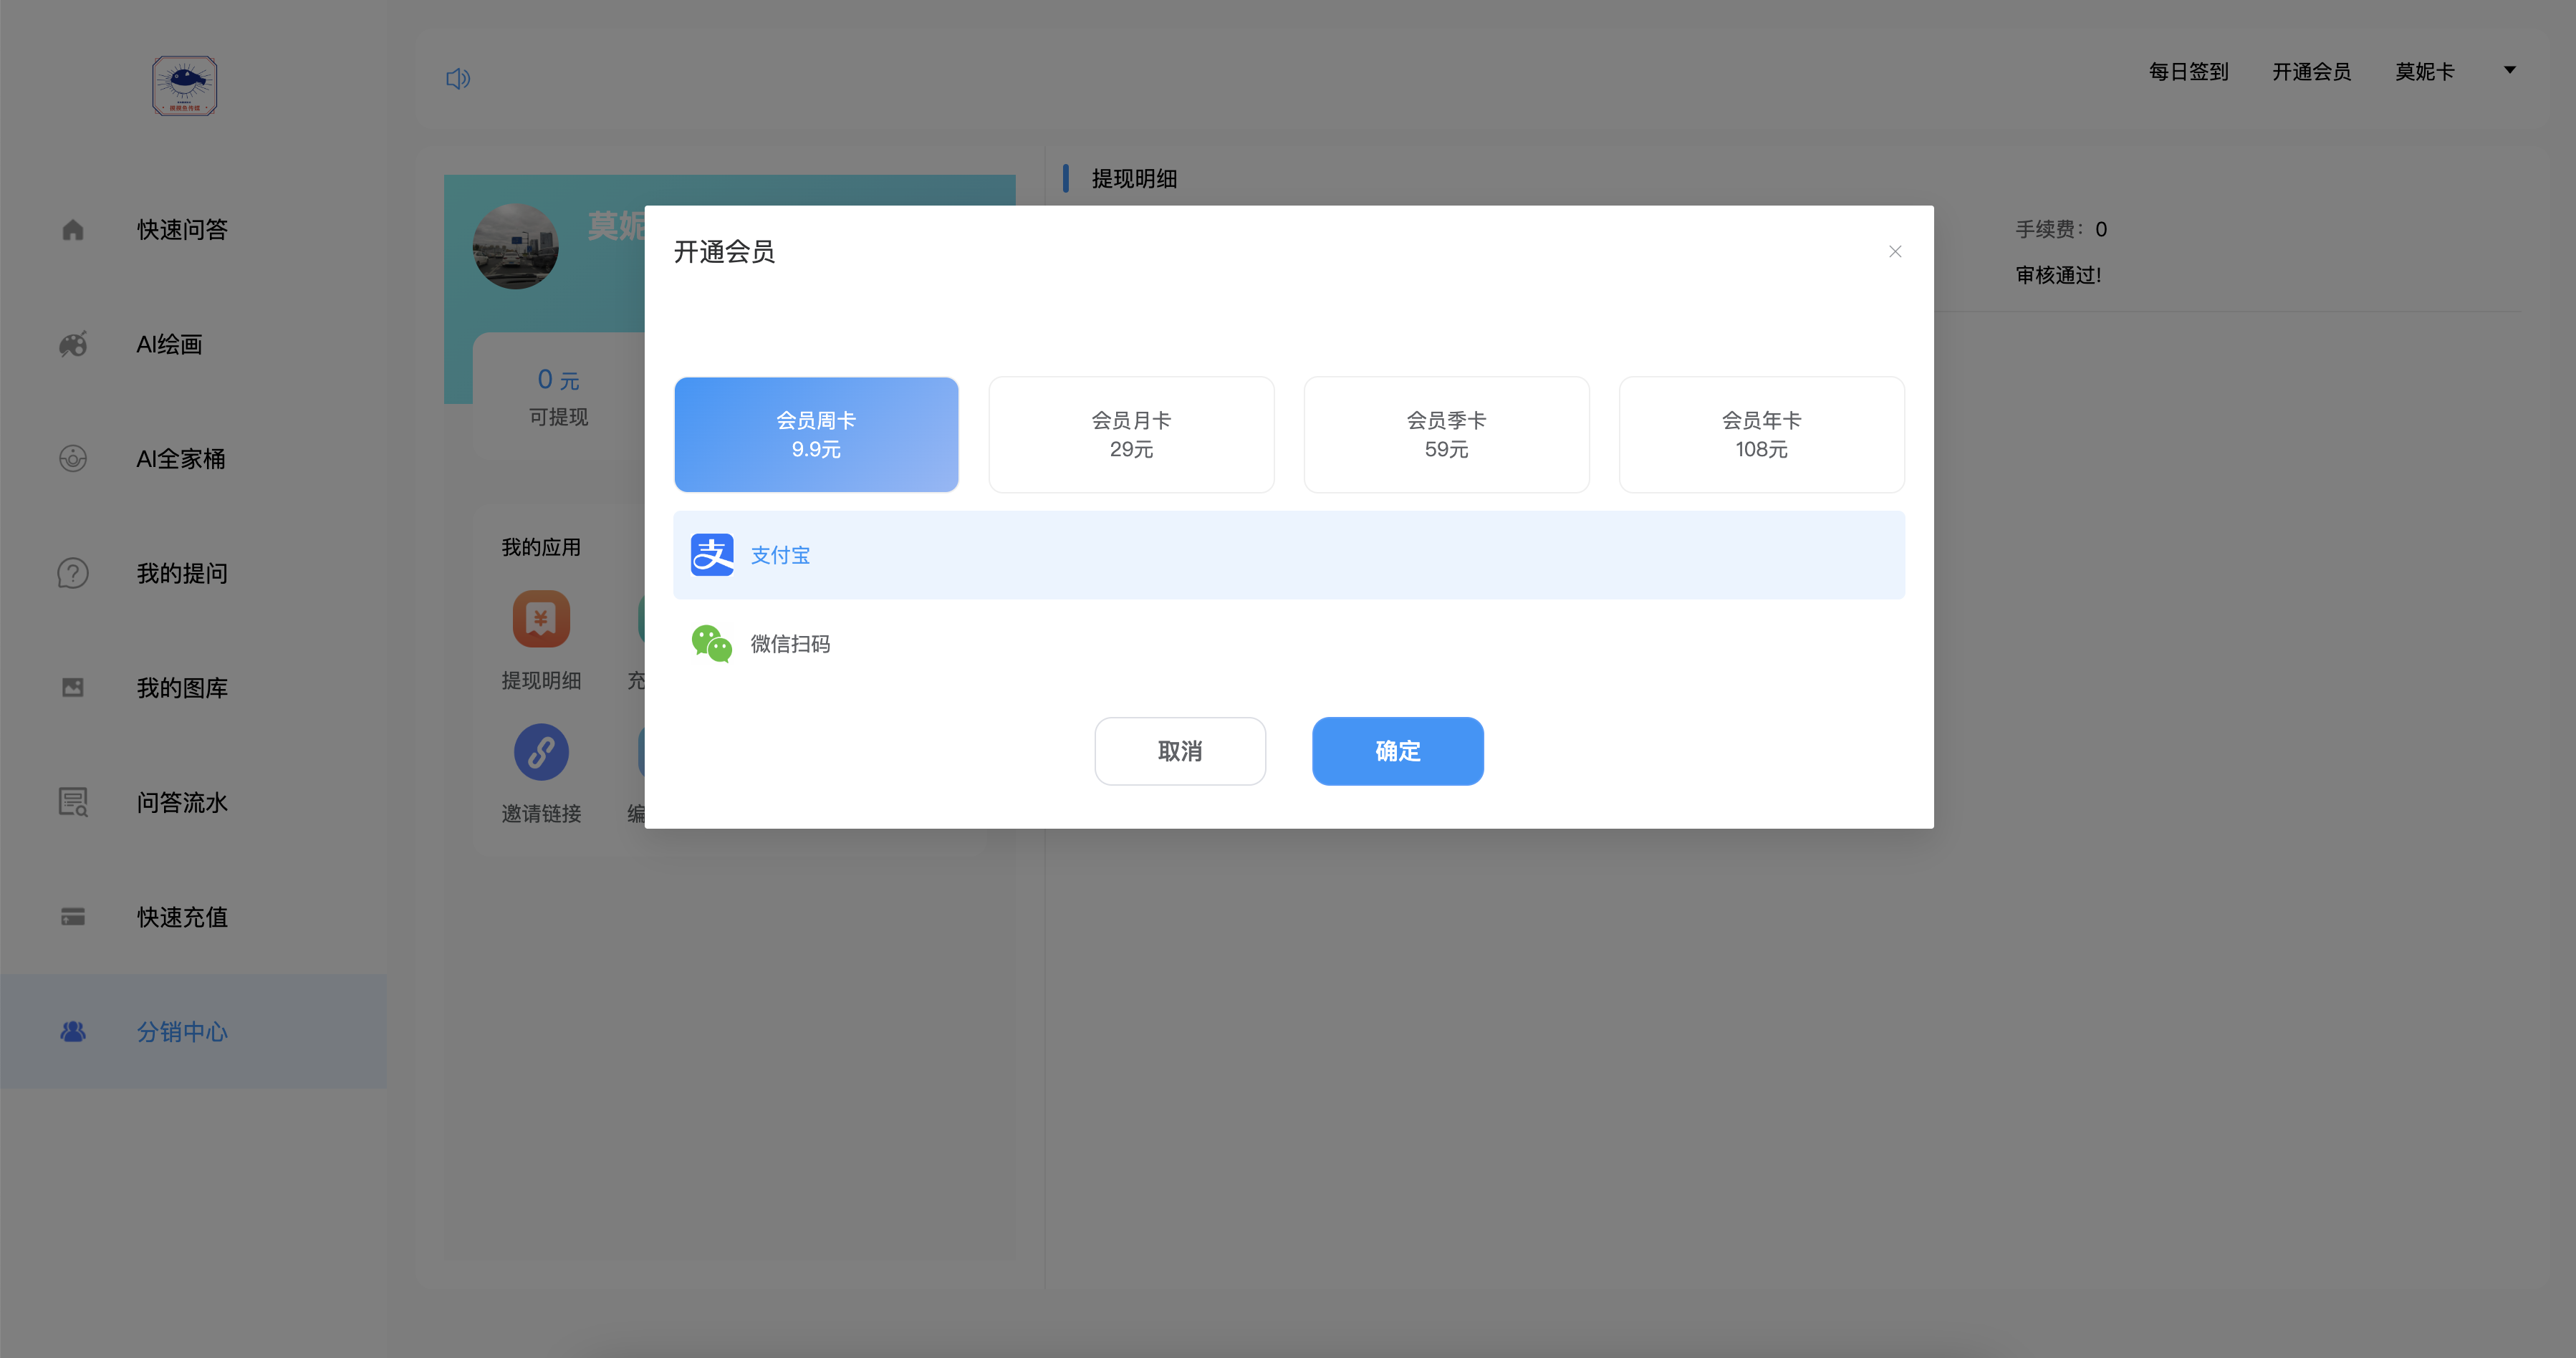 每日签到
开通会员
莫妮卡
快速问答
AI绘画
AI全家桶
我的提问
我的图库
问答流水
快速充值
分销中心
莫妮
0 元
可提现
我的应用
提现明细
充
邀请链接
编
提现明细
手续费：0
审核通过!
开通会员
会员周卡
9.9元
会员月卡
29元
会员季卡
59元
会员年卡
108元
支付宝
微信扫码
取消
确定